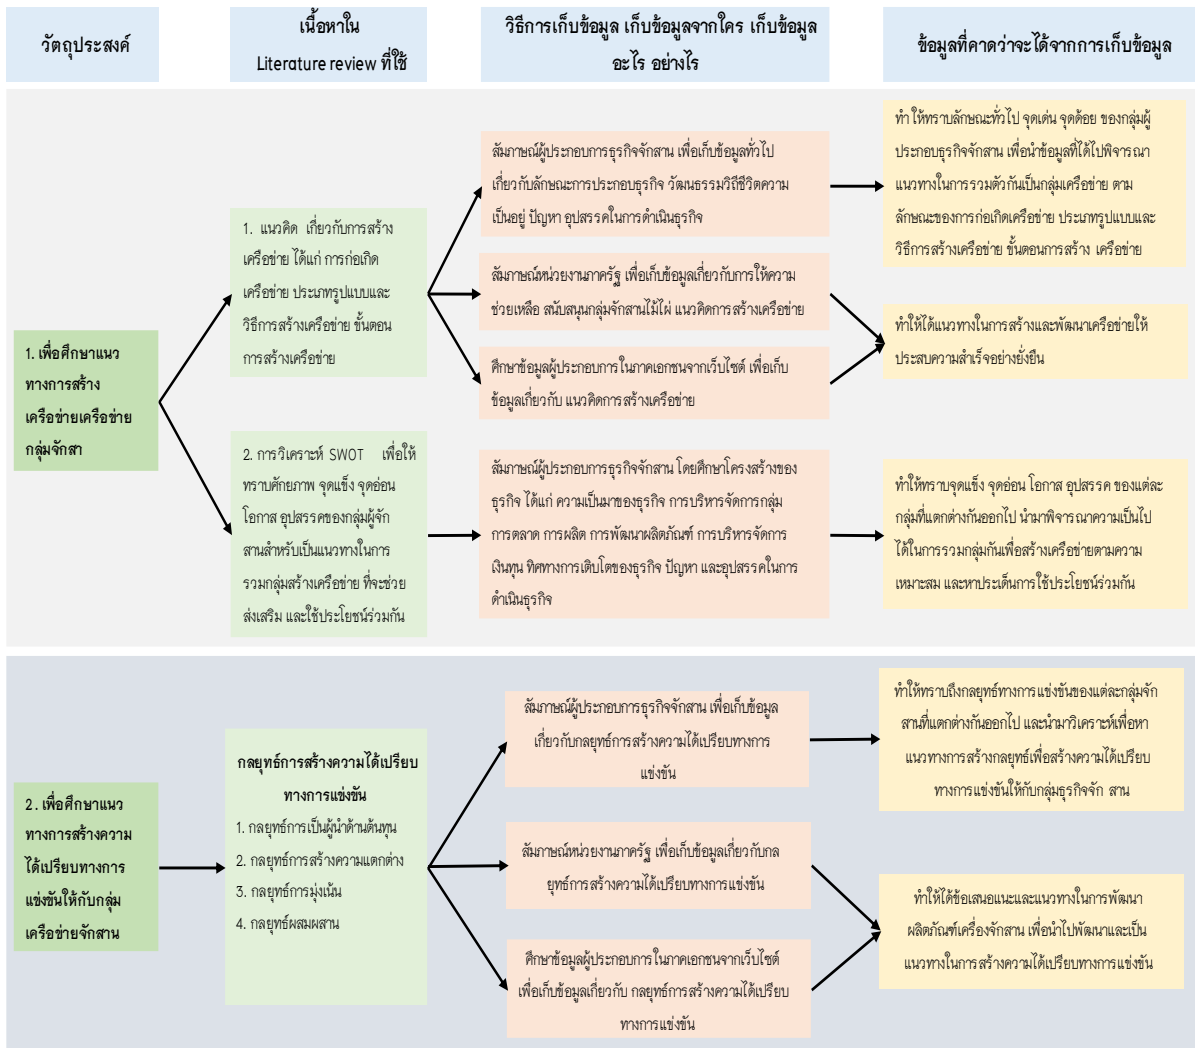 วัตถุประสงค์
เนื้อหาใน
Literature review ที่ใช้
วิธีการเก็บข้อมูล เก็บข้อมูลจากใคร เก็บข้อมูล
อะไร อย่างไร
ข้อมูลที่คาดว่าจะได้จากการเก็บข้อมูล
1. เพื่อศึกษาแนว
ทางการสร้าง
เครือข่ายเครือข่าย
กลุ่มจักสา
1. แนวคิด เกี่ยวกับการสร้าง
เครือข่าย ได้แก่ การก่อเกิด
เครือข่าย ประเภทรูปแบบและ
วิธีการสร้างเครือข่าย ขั้นตอน
การสร้างเครือข่าย
2. การวิเคราะห์ SWOT เพื่อให้
ทราบศักยภาพ จุดแข็ง จุดอ่อน
โอกาส อุปสรรคของกลุ่มผู้จัก
สานสำหรับเป็นแนวทางในการ
รวมกลุ่มสร้างเครือข่าย ที่จะช่วย
ส่งเสริม และใช้ประโยชน์ร่วมกัน
สัมภาษณ์ผู้ประกอบการธุรกิจจักสาน เพื่อเก็บข้อมูลทั่วไป
เกี่ยวกับลักษณะการประกอบธุรกิจ วัฒนธรรมวิถีชีวิตความ
เป็นอยู่ ปัญหา อุปสรรคในการดำเนินธุรกิจ
สัมภาษณ์หน่วยงานภาครัฐ เพื่อเก็บข้อมูลเกี่ยวกับการให้ความ
ช่วยเหลือ สนับสนุนกลุ่มจักสานไม้ไผ่ แนวคิดการสร้างเครือข่าย
ศึกษาข้อมูลผู้ประกอบการในภาคเอกชนจากเว็บไซต์ เพื่อเก็บ
ข้อมูลเกี่ยวกับ แนวคิดการสร้างเครือข่าย
สัมภาษณ์ผู้ประกอบการธุรกิจจักสาน โดยศึกษาโครงสร้างของ
ธุรกิจ ได้แก่ ความเป็นมาของธุรกิจ การบริหารจัดการกลุ่ม
การตลาด การผลิต การพัฒนาผลิตภัณฑ์ การบริหารจัดการ
เงินทุน ทิศทางการเติบโตของธุรกิจ ปัญหา และอุปสรรคในการ
ดำเนินธุรกิจ
ทำให้ทราบลักษณะทั่วไป จุดเด่น จุดด้อย ของกลุ่มผู้
ประกอบธุรกิจจักสาน เพื่อนำข้อมูลที่ได้ไปพิจารณา
แนวทางในการรวมตัวกันเป็นกลุ่มเครือข่าย ตาม
ลักษณะของการก่อเกิดเครือข่าย ประเภทรูปแบบและ
วิธีการสร้างเครือข่าย ขั้นตอนการสร้าง เครือข่าย
ทำให้ได้แนวทางในการสร้างและพัฒนาเครือข่ายให้
ประสบความสำเร็จอย่างยั่งยืน
ทำให้ทราบจุดแข็ง จุดอ่อน โอกาส อุปสรรค ของแต่ละ
กลุ่มที่แตกต่างกันออกไป นำมาพิจารณาความเป็นไป
ได้ในการรวมกลุ่มกันเพื่อสร้างเครือข่ายตามความ
เหมาะสม และหาประเด็นการใช้ประโยชน์ร่วมกัน
2. เพื่อศึกษาแนว
ทางการสร้างความ
ได้เปรียบทางการ
แข่งขันให้กับกลุ่ม
เครือข่ายจักสาน
กลยุทธ์การสร้างความได้เปรียบ
ทางการแข่งขัน
1. กลยุทธ์การเป็นผู้นำด้านต้นทุน
2. กลยุทธ์การสร้างความแตกต่าง
3. กลยุทธ์การมุ่งเน้น
4. กลยุทธ์ผสมผสาน
สัมภาษณ์ผู้ประกอบการธุรกิจจักสาน เพื่อเก็บข้อมูล
เกี่ยวกับกลยุทธ์การสร้างความได้เปรียบทางการ
แข่งขัน
สัมภาษณ์หน่วยงานภาครัฐ เพื่อเก็บข้อมูลเกี่ยวกับกล
ยุทธ์การสร้างความได้เปรียบทางการแข่งขัน
ศึกษาข้อมูลผู้ประกอบการในภาคเอกชนจากเว็บไซต์
เพื่อเก็บข้อมูลเกี่ยวกับ กลยุทธ์การสร้างความได้เปรียบ
ทางการแข่งขัน
ทำให้ทราบถึงกลยุทธ์ทางการแข่งขันของแต่ละกลุ่มจัก
สานที่แตกต่างกันออกไป และนำมาวิเคราะห์เพื่อหา
แนวทางการสร้างกลยุทธ์เพื่อสร้างความได้เปรียบ
ทางการแข่งขันให้กับกลุ่มธุรกิจจัก สาน
ทำให้ได้ข้อเสนอแนะและแนวทางในการพัฒนา
ผลิตภัณฑ์เครื่องจักสาน เพื่อนำไปพัฒนาและเป็น
แนวทางในการสร้างความได้เปรียบทางการแข่งขัน